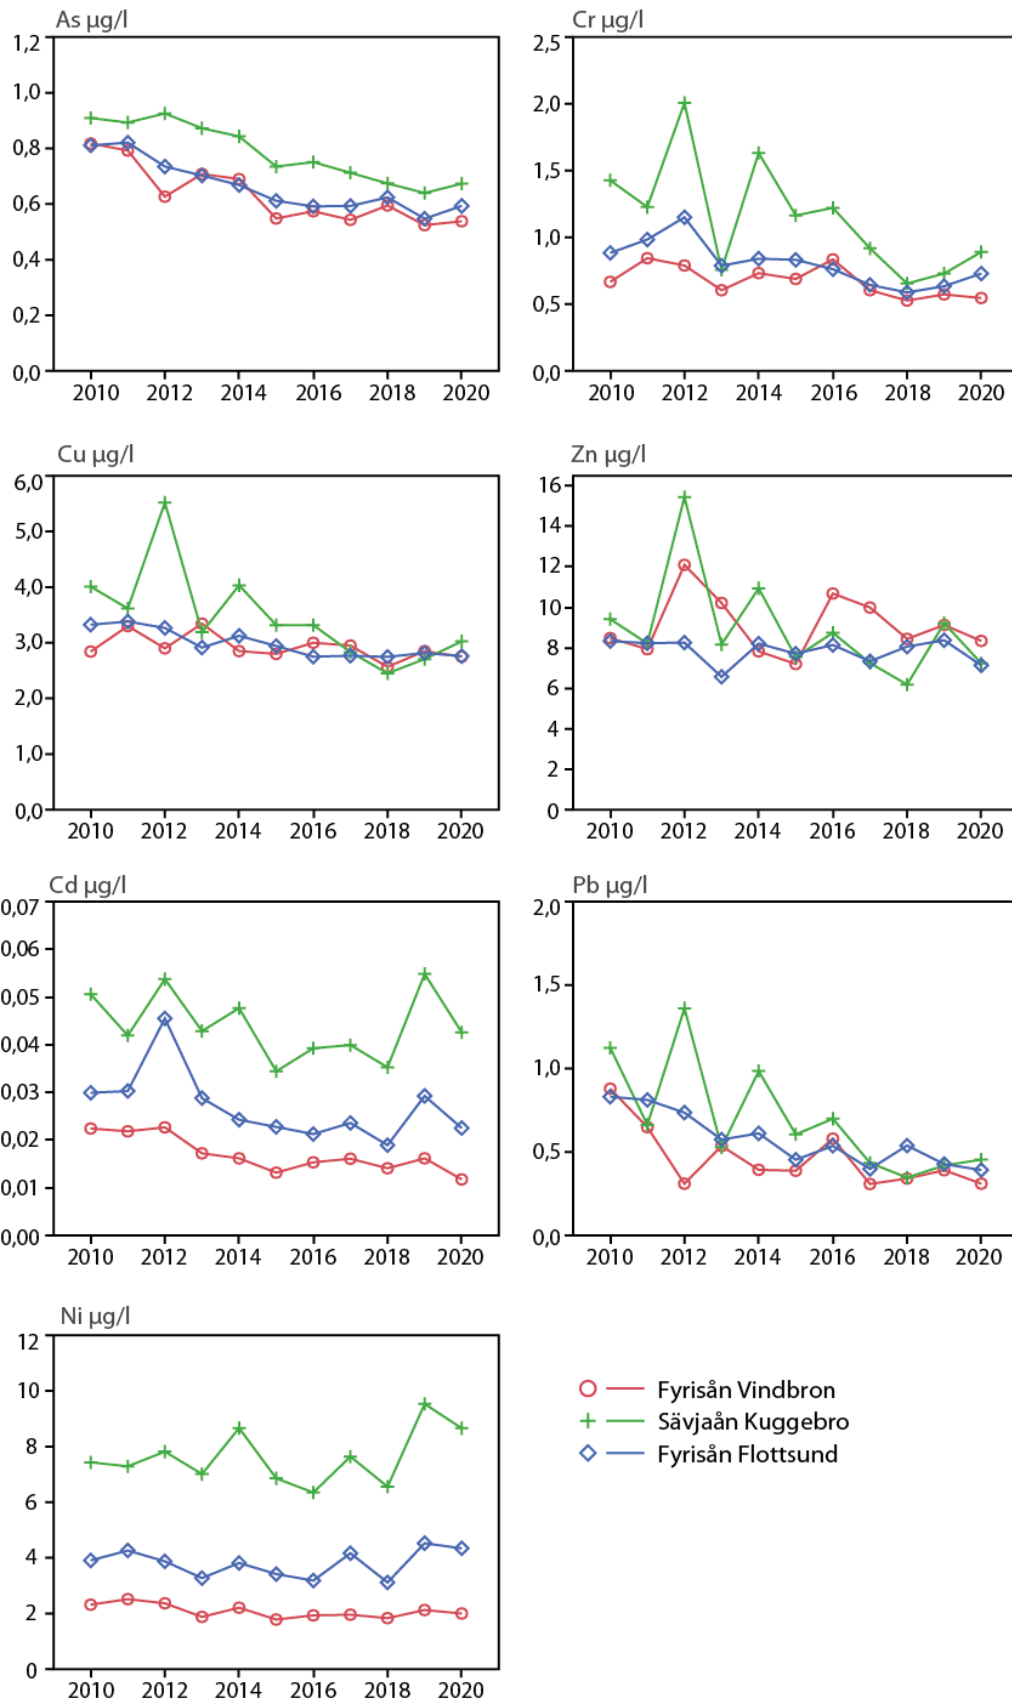 As µg/l
1,2
1,0
0,8
0,6
0,4
0,2
0,0
2010 2012 2014 2016 2018 2020
Cr µg/l
2,5
2,0
1,5
1,0
0,5
0,0
2010 2012 2014 2016 2018 2020
Cu µg/l
6,0
5,0
4,0
3,0
2,0
1,0
0,0
2010 2012 2014 2016 2018 2020
Zn µg/l
16
14
12
10
8
6
4
2
0
2010 2012 2014 2016 2018 2020
Cd µg/l
0,07
0,06
0,05
0,04
0,03
0,02
0,01
0,00
2010 2012 2014 2016 2018 2020
Pb µg/l
2,0
1,5
1,0
0,5
0,0
2010 2012 2014 2016 2018 2020
Ni µg/l
12
10
8
6
4
2
0
2010 2012 2014 2016 2018 2020
Fyrisån Vindbron
Sävjaån Kuggebro
Fyrisån Flottsund